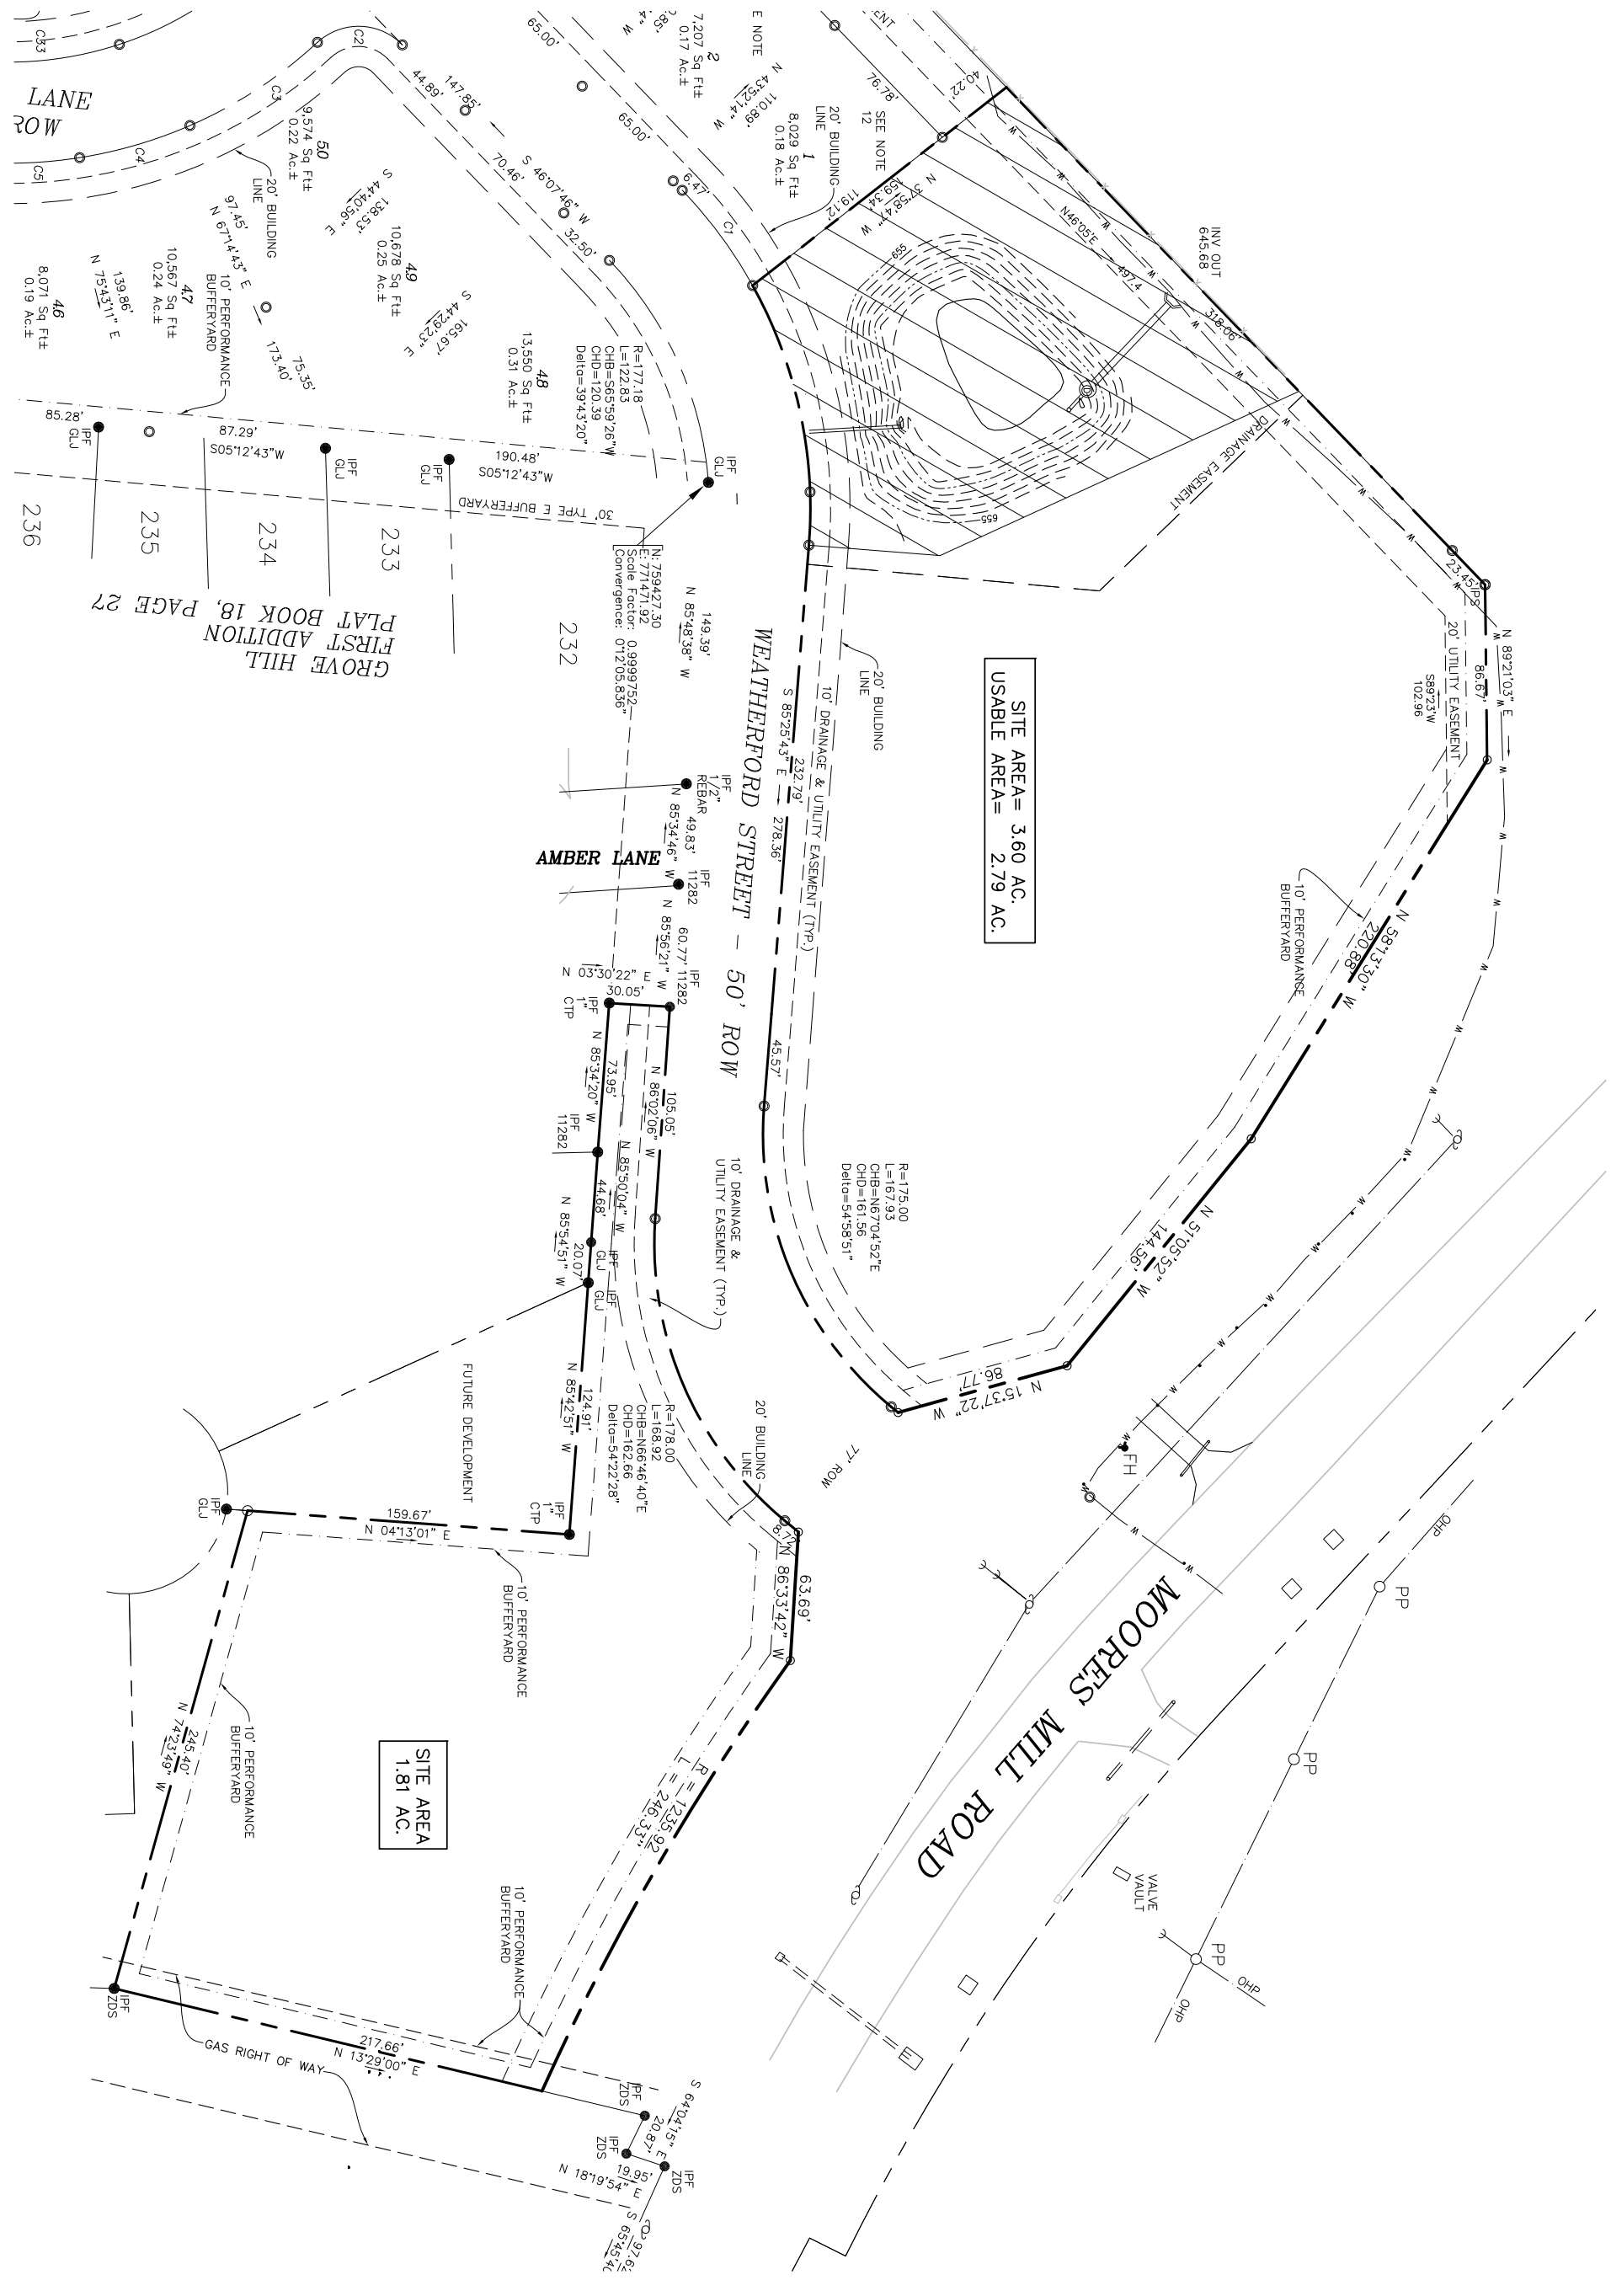 C33
LANE
ROW
C2
C3
C4
C5
50
9,574 Sq Ft±
0.22 Ac.±
20' BUILDING
LINE
44.89'
147.85'
70.46'
S 46°07'46" W
32.50'
S 44°40'56" E
138.53'
97.45'
N 67°14'43" E
75.35'
173.40'
49
10,678 Sq Ft±
0.25 Ac.±
S 44°29'23" E
165.67'
47
10,567 Sq Ft±
0.24 Ac.±
139.86'
N 75°43'11" E
46
8,071 Sq Ft±
0.19 Ac.±
10' PERFORMANCE
BUFFERYARD
48
13,550 Sq Ft±
0.31 Ac.±
R=177.18
L=122.83
CHB=S65°59'26"W
CHD=120.39
Delta=39°43'20"
65.00'
65.00'
6.47'
C1
2
7,207 Sq Ft±
0.17 Ac.±
E NOTE
N 43°52'14" W
110.89'
1
8,029 Sq Ft±
0.18 Ac.±
20' BUILDING
LINE
SEE NOTE
12
76.78'
40.22'
N 37°58'47" W
159.34'
119.12'
655
655
N46°05'E
497.4
318.06'
INV OUT
645.68
DRAINAGE EASEMENT
85.28'
IPF
GLJ
87.29'
S05°12'43"W
IPF
GLJ
IPF
GLJ
190.48'
S05°12'43"W
IPF
GLJ
30' TYPE E BUFFERYARD
236
235
234
233
232
GROVE HILL
FIRST ADDITION
PLAT BOOK 18, PAGE 27
N:759427.30
E:771471.92
Scale Factor: 0.9999752
Convergence: 0°12'05.836"
149.39'
N 85°48'38" W
WEATHERFORD STREET – 50' ROW
S 85°25'43" E
278.36'
232.79'
45.57'
10' DRAINAGE & UTILITY EASEMENT (TYP.)
20' BUILDING
LINE
SITE AREA= 3.60 AC.
USABLE AREA= 2.79 AC.
23.45'
IPS
N 89°21'03" E
86.67'
20' UTILITY EASEMENT
S89°23'W
102.96
10' PERFORMANCE
BUFFERYARD
N 58°13'30" W
220.88'
N 51°05'52" W
144.56'
N 15°37'22" W
86.77'
R=175.00
L=167.93
CHB=N67°04'52"E
CHD=161.56
Delta=54°58'51"
IPF
1/2"
REBAR
49.83'
N 85°34'46" W
AMBER LANE
IPF
11282
60.77'
N 85°56'21" W
IPF
11282
N 03°30'22" E
30.05'
IPF
1"
CTP
73.95'
N 85°34'20" W
105.05'
N 86°02'06" W
IPF
11282
N 85°50'04" W
44.68'
IPF
GLJ
20.07'
N 85°54'51" W
IPF
GLJ
10' DRAINAGE &
UTILITY EASEMENT (TYP.)
124.91'
N 85°42'51" W
IPF
1"
CTP
R=178.00
L=168.92
CHB=N66°46'40"E
CHD=162.66
Delta=54°22'28"
20' BUILDING
LINE
77' ROW
FUTURE DEVELOPMENT
IPF
GLJ
159.67'
N 04°13'01" E
10' PERFORMANCE
BUFFERYARD
63.69'
N 86°33'42" W
R = 1235.92
L = 246.33'
245.40'
N 74°23'49" W
10' PERFORMANCE
BUFFERYARD
SITE AREA
1.81 AC.
10' PERFORMANCE
BUFFERYARD
IPF
ZDS
217.66'
N 13°29'00" E
GAS RIGHT OF WAY
IPF
ZDS
S 64°04'15" E
20.87'
IPF
ZDS
19.95'
N 18°19'54" E
IPF
ZDS
MOORES MILL ROAD
FH
PP
PP
PP
OHP
OHP
OHP
VALVE
VAULT